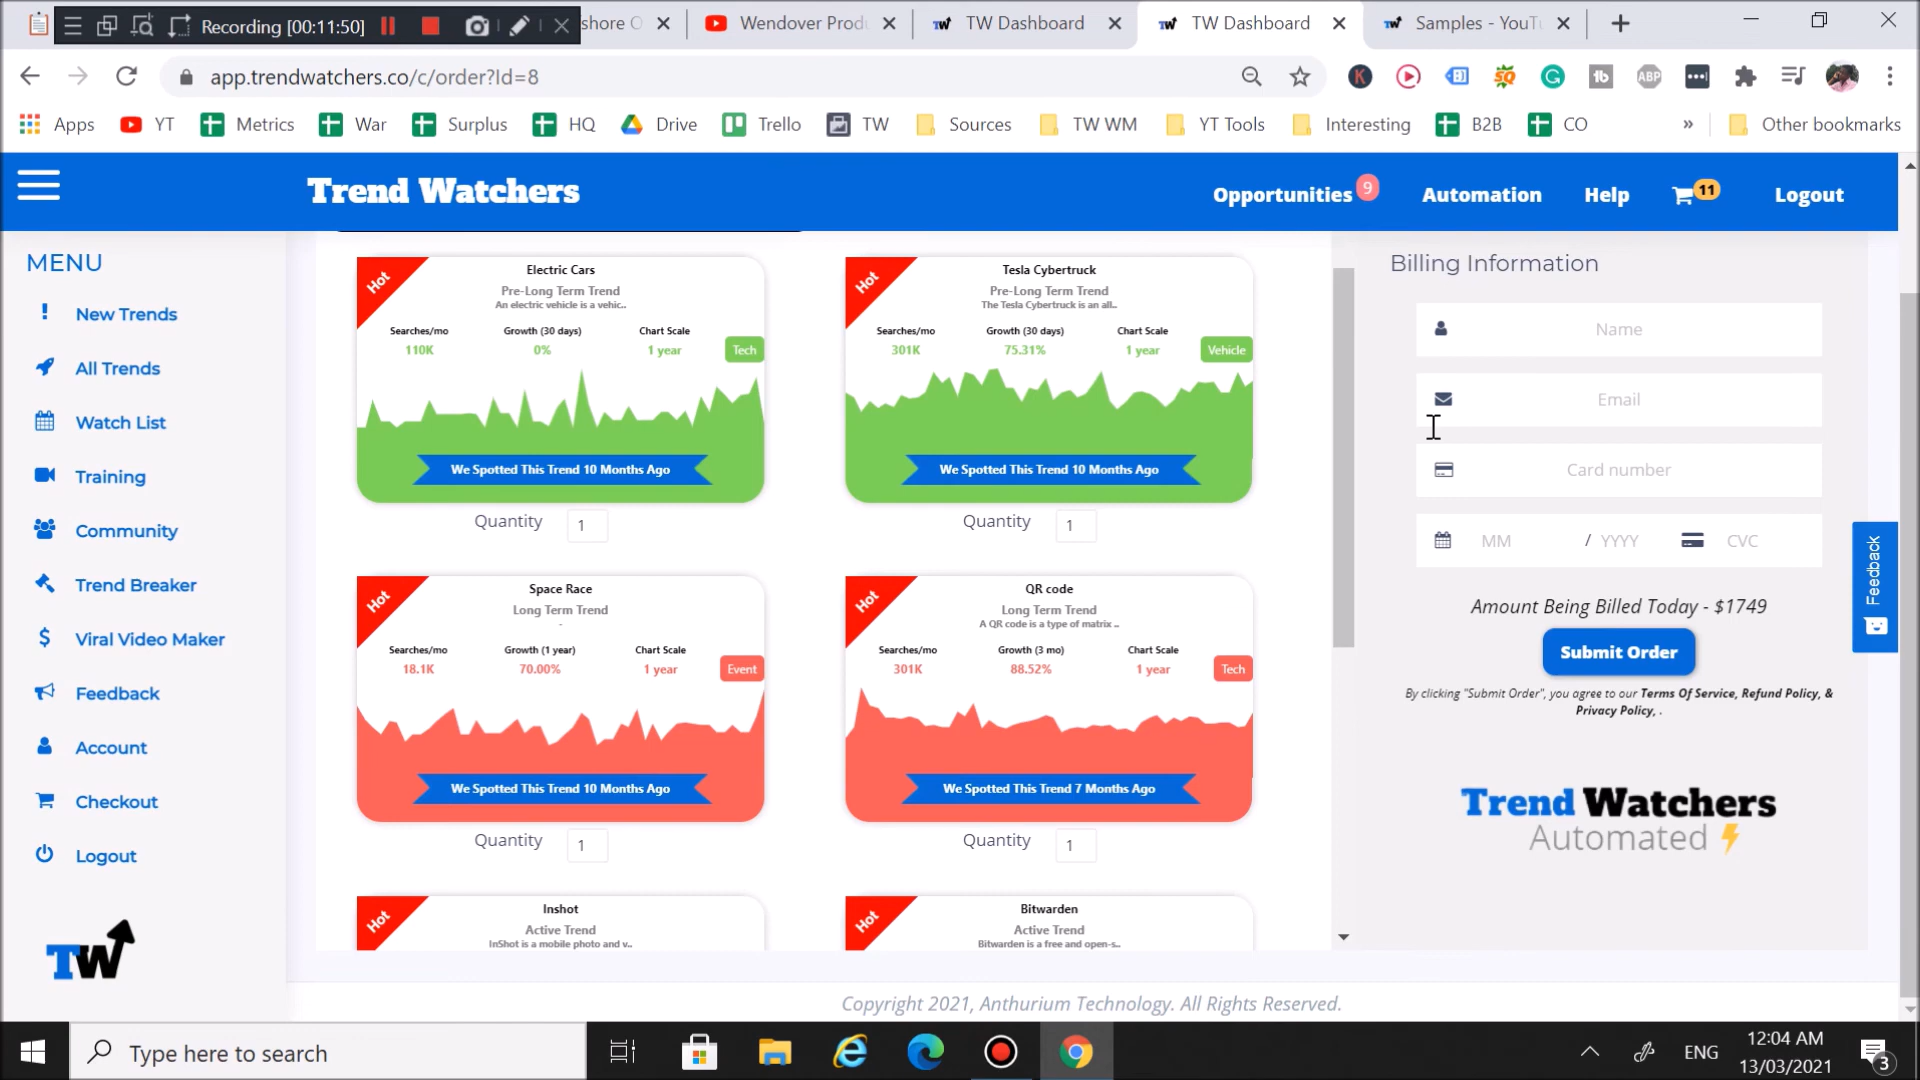 Recording [00:11:50]
shore O
Wendover Produ
TW Dashboard
TW Dashboard
Samples - YouTu
app.trendwatchers.co/c/order?Id=8
Apps
YT
Metrics
War
Surplus
HQ
Drive
Trello
TW
Sources
TW WM
YT Tools
Interesting
B2B
CO
»
Other bookmarks
Trend Watchers
Opportunities 9
Automation
Help
11
Logout
MENU
New Trends
All Trends
Watch List
Training
Community
Trend Breaker
Viral Video Maker
Feedback
Account
Checkout
Logout
TW
Hot
Electric Cars
Pre-Long Term Trend
An electric vehicle is a vehic..
Searches/mo Growth (30 days) Chart Scale
110K 0% 1 year
Tech
We Spotted This Trend 10 Months Ago
Quantity 1
Hot
Tesla Cybertruck
Pre-Long Term Trend
The Tesla Cybertruck is an all..
Searches/mo Growth (30 days) Chart Scale
301K 75.31% 1 year
Vehicle
We Spotted This Trend 10 Months Ago
Quantity 1
Hot
Space Race
Long Term Trend
-
Searches/mo Growth (1 year) Chart Scale
18.1K 70.00% 1 year
Event
We Spotted This Trend 10 Months Ago
Quantity 1
Hot
QR code
Long Term Trend
A QR code is a type of matrix ..
Searches/mo Growth (3 mo) Chart Scale
301K 88.52% 1 year
Tech
We Spotted This Trend 7 Months Ago
Quantity 1
Hot
Inshot
Active Trend
InShot is a mobile photo and v..
Hot
Bitwarden
Active Trend
Bitwarden is a free and open-s..
Billing Information
Name
Email
Card number
MM / YYYY CVC
Amount Being Billed Today - $1749
Submit Order
By clicking "Submit Order", you agree to our Terms Of Service, Refund Policy, &
Privacy Policy, .
Trend Watchers
Automated
Feedback
Copyright 2021, Anthurium Technology. All Rights Reserved.
Type here to search
ENG
12:04 AM
13/03/2021
3